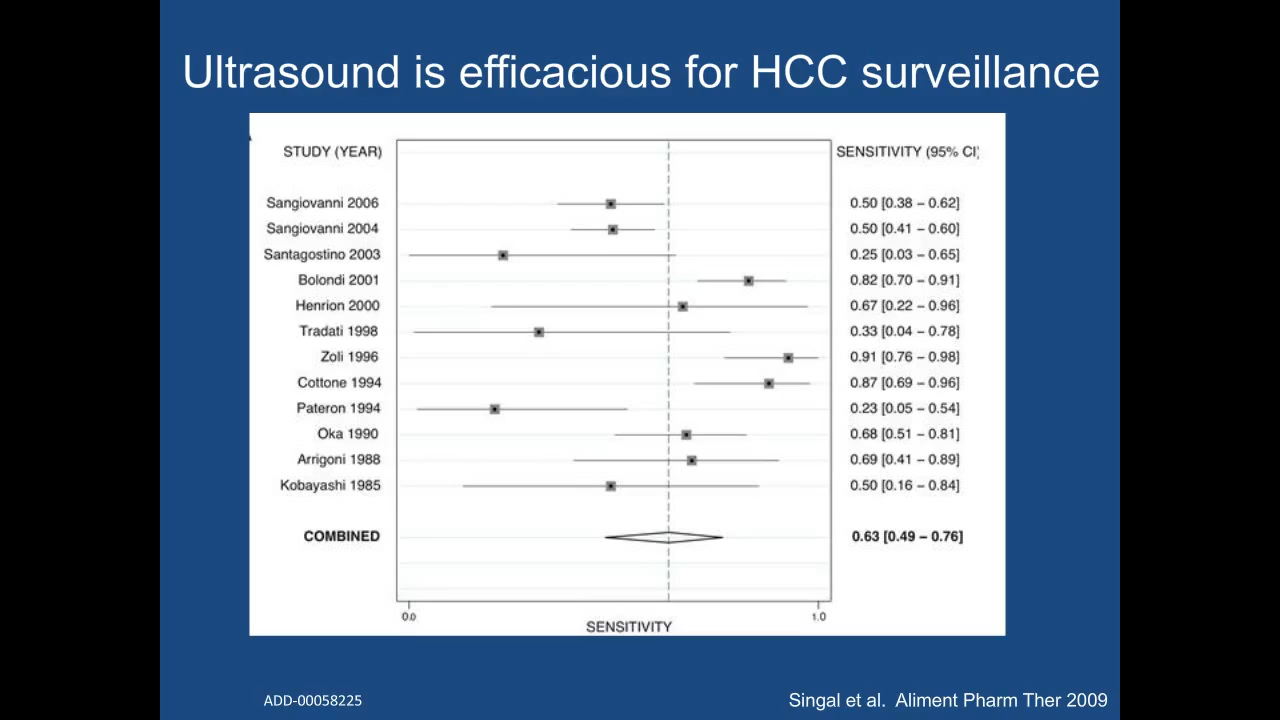 Ultrasound is efficacious for HCC surveillance
STUDY (YEAR) SENSITIVITY (95% CI)
Sangiovanni 2006 0.50 [0.38 – 0.62]
Sangiovanni 2004 0.50 [0.41 – 0.60]
Santagostino 2003 0.25 [0.03 – 0.65]
Bolondi 2001 0.82 [0.70 – 0.91]
Henrion 2000 0.67 [0.22 – 0.96]
Tradati 1998 0.33 [0.04 – 0.78]
Zoli 1996 0.91 [0.76 – 0.98]
Cottone 1994 0.87 [0.69 – 0.96]
Pateron 1994 0.23 [0.05 – 0.54]
Oka 1990 0.68 [0.51 – 0.81]
Arrigoni 1988 0.69 [0.41 – 0.89]
Kobayashi 1985 0.50 [0.16 – 0.84]
COMBINED 0.63 [0.49 – 0.76]
0.0 1.0
SENSITIVITY
ADD-00058225
Singal et al. Aliment Pharm Ther 2009